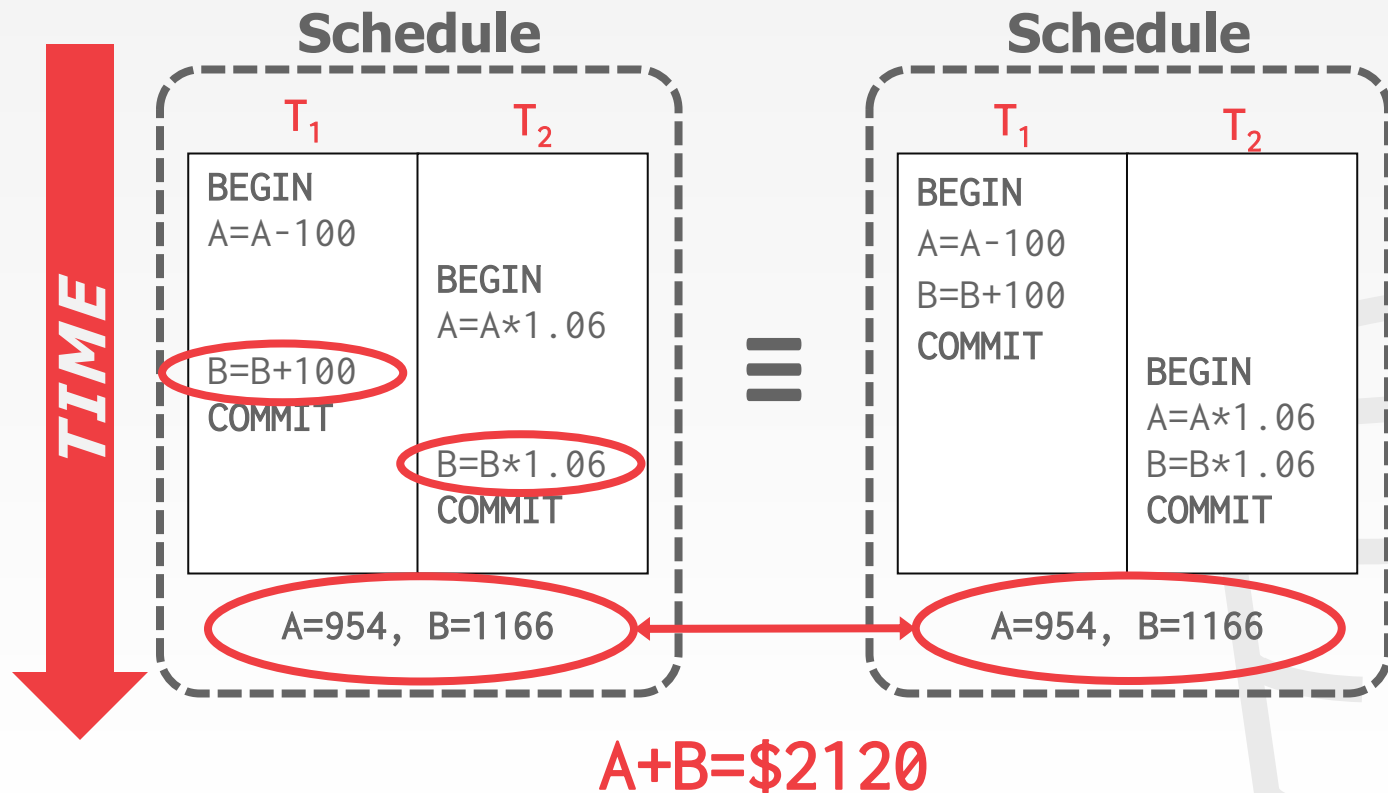 Schedule
T₁ T₂
BEGIN
A=A-100
BEGIN
A=A*1.06
B=B+100
COMMIT
B=B*1.06
COMMIT
A=954, B=1166
TIME
≡
Schedule
T₁ T₂
BEGIN
A=A-100
B=B+100
COMMIT
BEGIN
A=A*1.06
B=B*1.06
COMMIT
A=954, B=1166
A+B=$2120